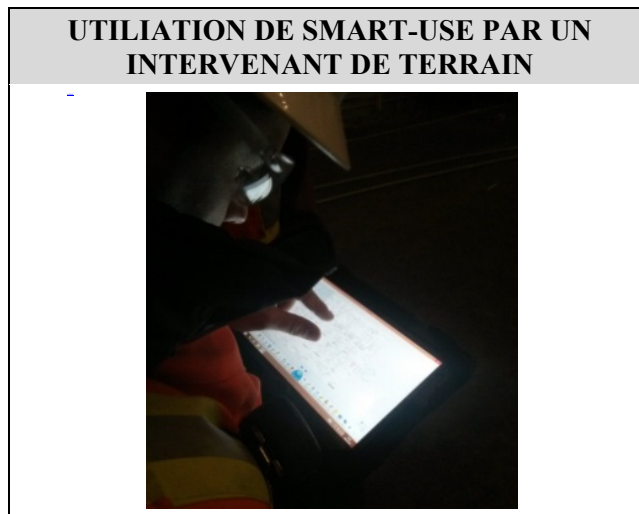 UTILIATION DE SMART-USE PAR UN
INTERVENANT DE TERRAIN